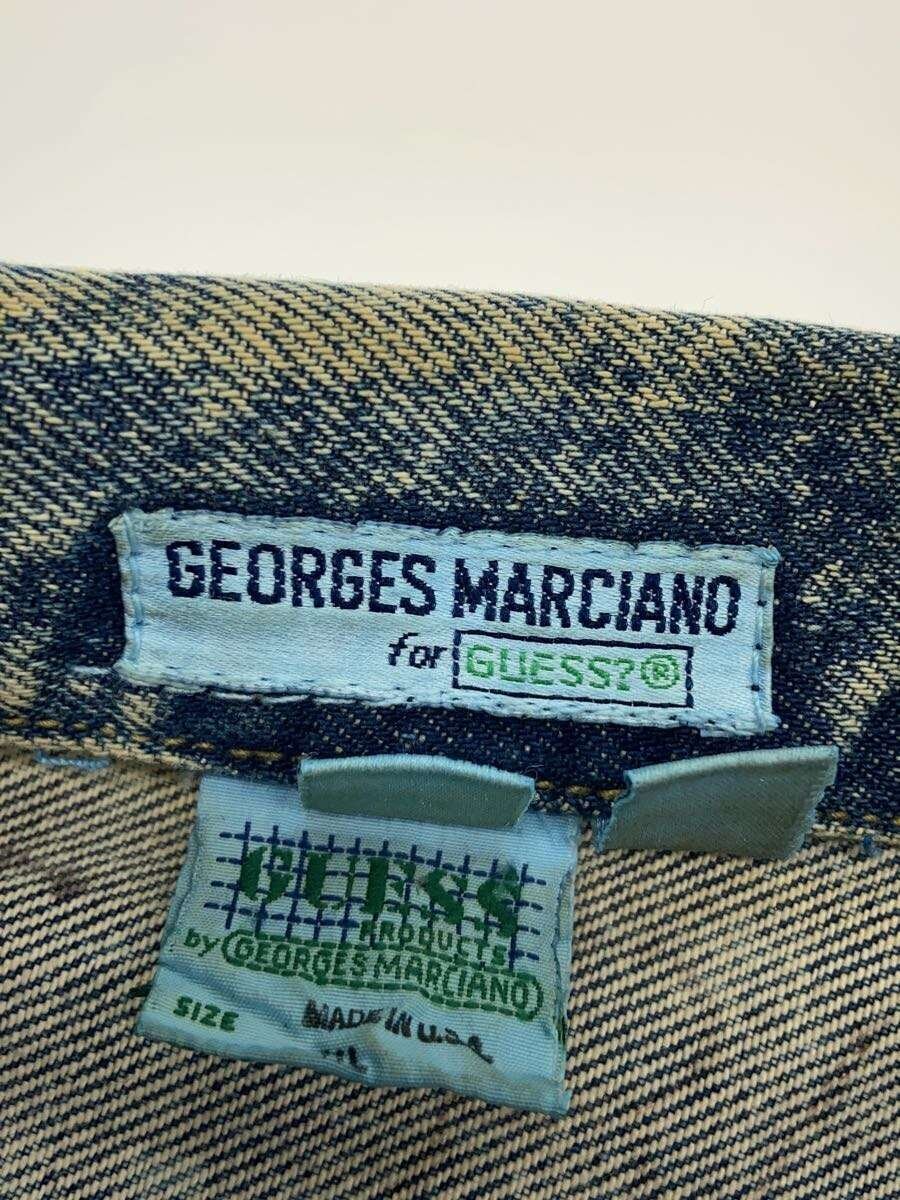 GEORGES MARCIANO
for GUESS?®
GUESS
PRODUCTS
by GEORGES MARCIANO
SIZE
MADE IN U.S.A